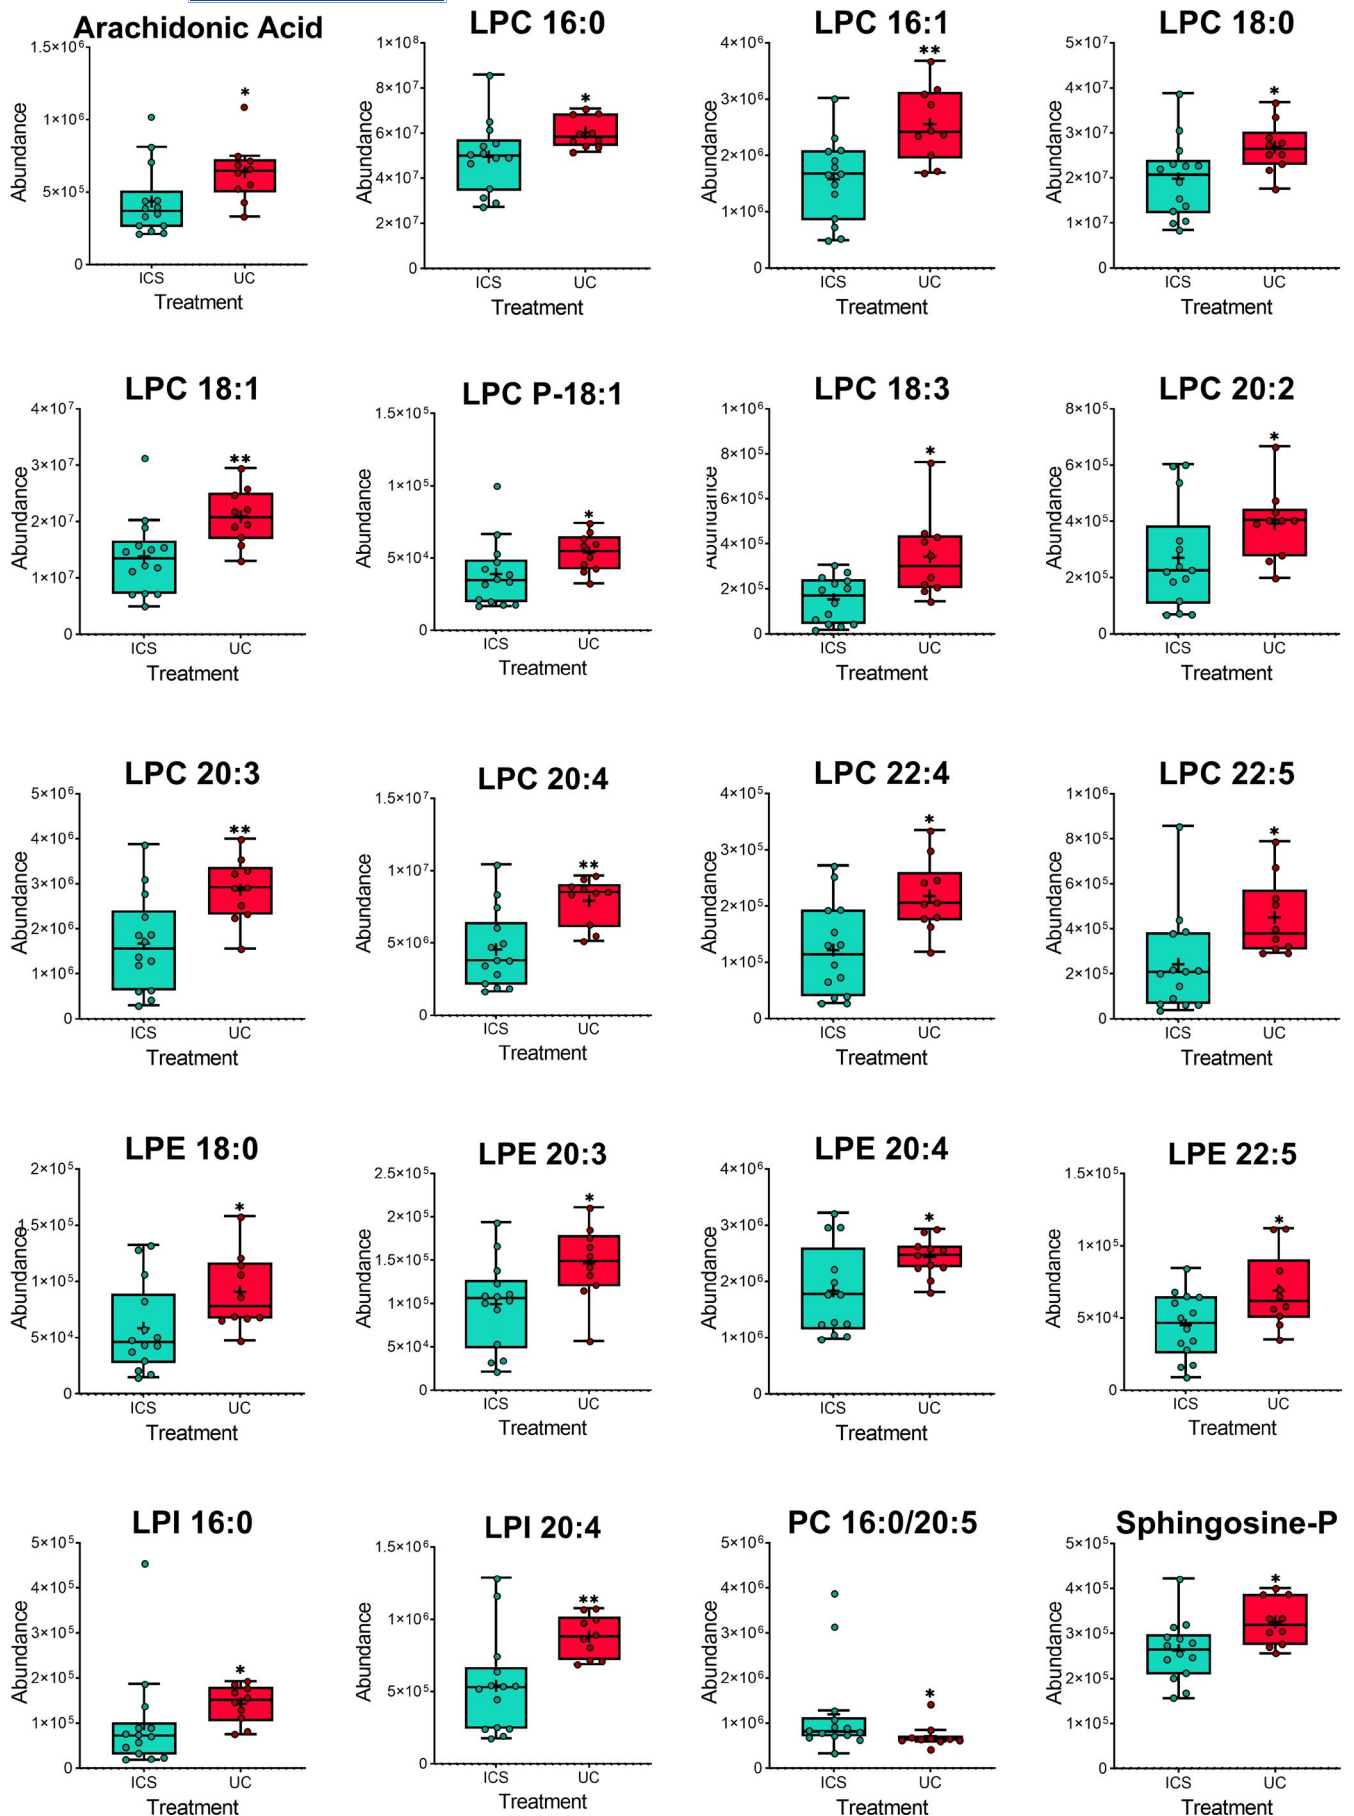 Arachidonic Acid
Abundance
1.5×10⁶
1×10⁶
5×10⁵
0
*
ICS
UC
Treatment
LPC 16:0
Abundance
1×10⁸
8×10⁷
6×10⁷
4×10⁷
2×10⁷
0
*
ICS
UC
Treatment
LPC 16:1
Abundance
4×10⁶
3×10⁶
2×10⁶
1×10⁶
0
**
ICS
UC
Treatment
LPC 18:0
Abundance
5×10⁷
4×10⁷
3×10⁷
2×10⁷
1×10⁷
0
*
ICS
UC
Treatment
LPC 18:1
Abundance
4×10⁷
3×10⁷
2×10⁷
1×10⁷
0
**
ICS
UC
Treatment
LPC P-18:1
Abundance
1.5×10⁵
1×10⁵
5×10⁴
0
*
ICS
UC
Treatment
LPC 18:3
Abundance
1×10⁶
8×10⁵
6×10⁵
4×10⁵
2×10⁵
0
*
ICS
UC
Treatment
LPC 20:2
Abundance
8×10⁵
6×10⁵
4×10⁵
2×10⁵
0
*
ICS
UC
Treatment
LPC 20:3
Abundance
5×10⁶
4×10⁶
3×10⁶
2×10⁶
1×10⁶
0
**
ICS
UC
Treatment
LPC 20:4
Abundance
1.5×10⁷
1×10⁷
5×10⁶
0
**
ICS
UC
Treatment
LPC 22:4
Abundance
4×10⁵
3×10⁵
2×10⁵
1×10⁵
0
*
ICS
UC
Treatment
LPC 22:5
Abundance
1×10⁶
8×10⁵
6×10⁵
4×10⁵
2×10⁵
0
*
ICS
UC
Treatment
LPE 18:0
Abundance
2×10⁵
1.5×10⁵
1×10⁵
5×10⁴
0
*
ICS
UC
Treatment
LPE 20:3
Abundance
2.5×10⁵
2×10⁵
1.5×10⁵
1×10⁵
5×10⁴
0
*
ICS
UC
Treatment
LPE 20:4
Abundance
4×10⁶
3×10⁶
2×10⁶
1×10⁶
0
*
ICS
UC
Treatment
LPE 22:5
Abundance
1.5×10⁵
1×10⁵
5×10⁴
0
*
ICS
UC
Treatment
LPI 16:0
Abundance
5×10⁵
4×10⁵
3×10⁵
2×10⁵
1×10⁵
0
*
ICS
UC
Treatment
LPI 20:4
Abundance
1.5×10⁶
1×10⁶
5×10⁵
0
**
ICS
UC
Treatment
PC 16:0/20:5
Abundance
5×10⁶
4×10⁶
3×10⁶
2×10⁶
1×10⁶
0
*
ICS
UC
Treatment
Sphingosine-P
Abundance
5×10⁵
4×10⁵
3×10⁵
2×10⁵
1×10⁵
0
*
ICS
UC
Treatment